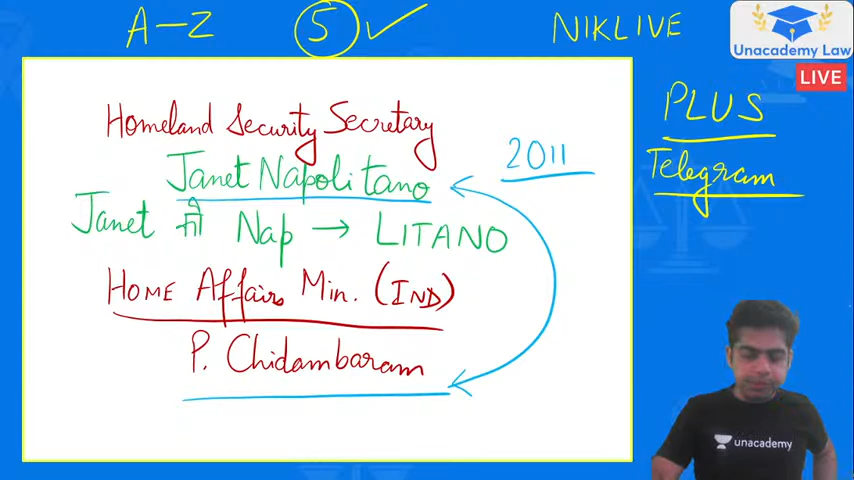 A-Z 5 NIKLIVE
Unacademy Law
LIVE
PLUS
Telegram
Homeland Security Secretary
Janet Napolitano
2011
Janet जी Nap → LITANO
HOME Affairs Min. (IND)
P. Chidambaram
unacademy